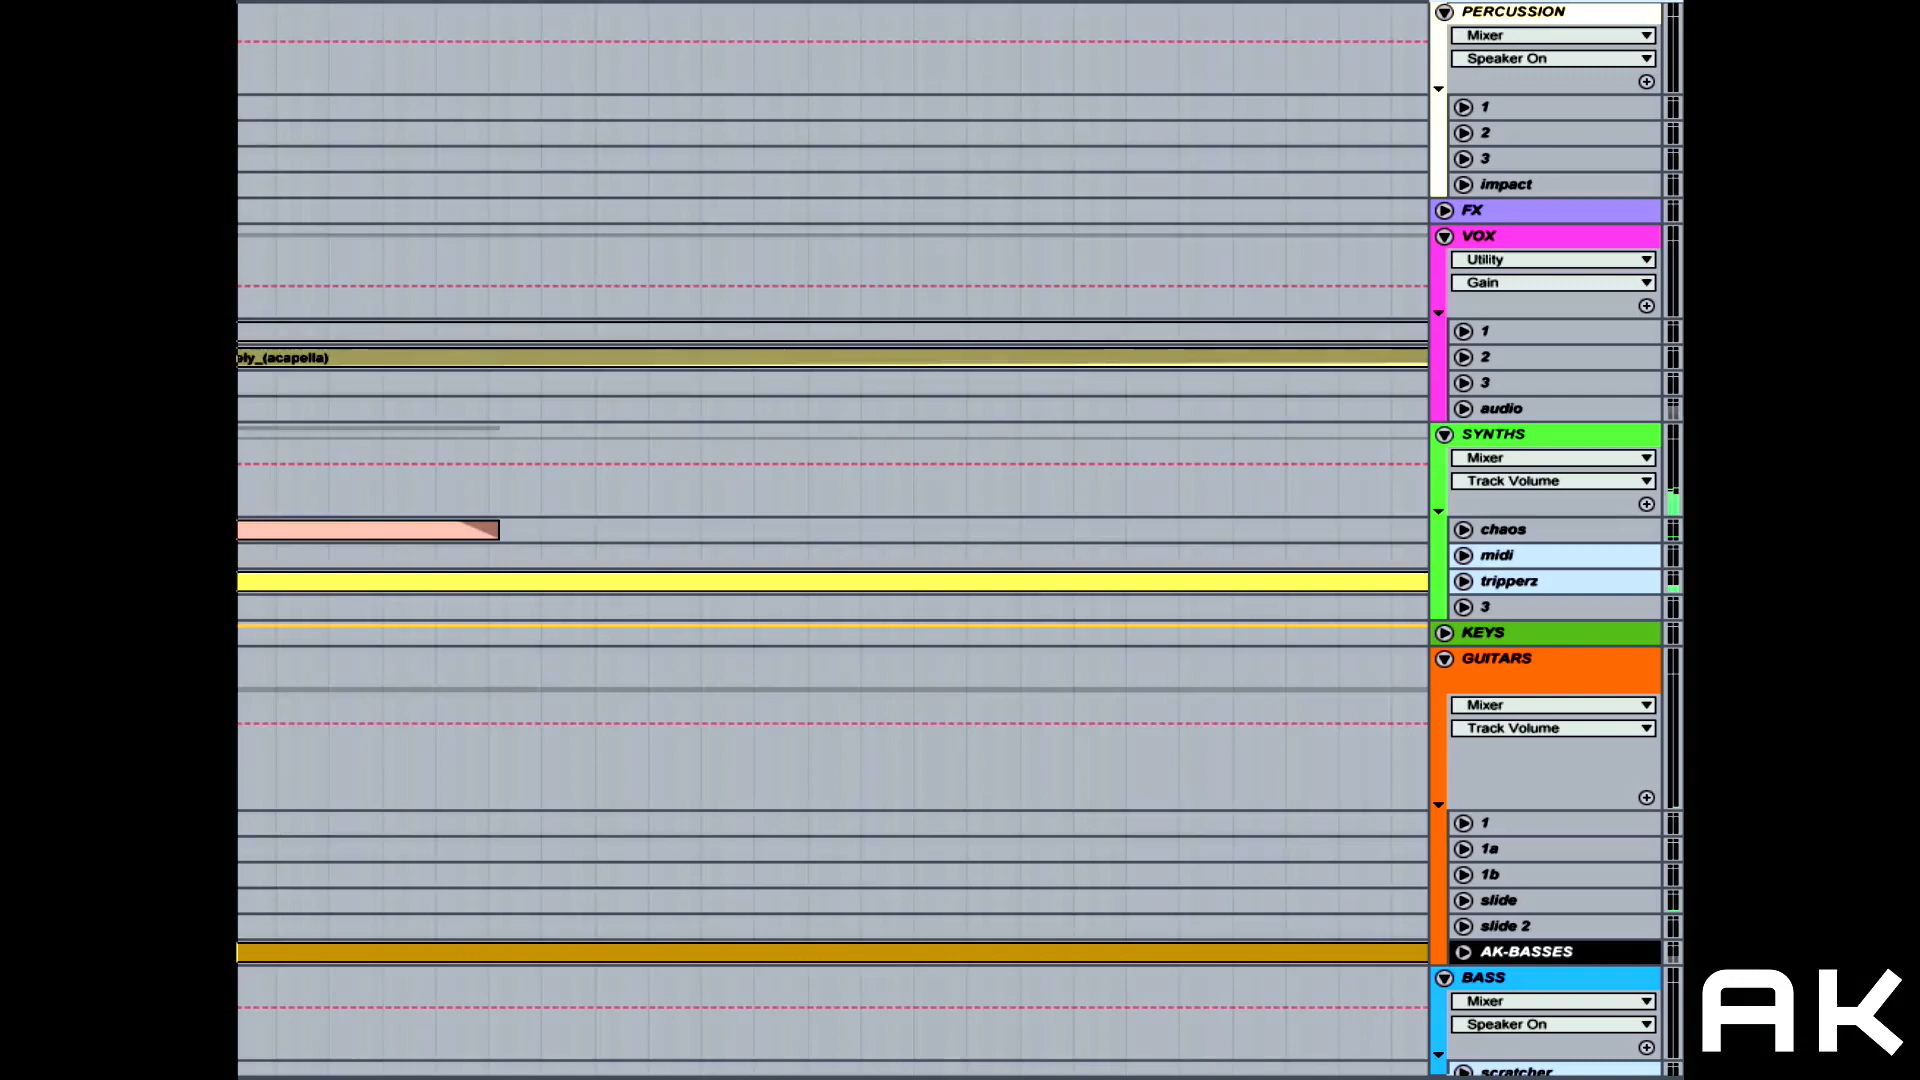 PERCUSSION
Mixer
Speaker On
1
2
3
impact
FX
VOX
Utility
Gain
1
ely_(acapella)
2
3
audio
SYNTHS
Mixer
Track Volume
chaos
midi
tripperz
3
KEYS
GUITARS
Mixer
Track Volume
1
1a
1b
slide
slide 2
AK-BASSES
BASS
Mixer
Speaker On
scratcher
AK